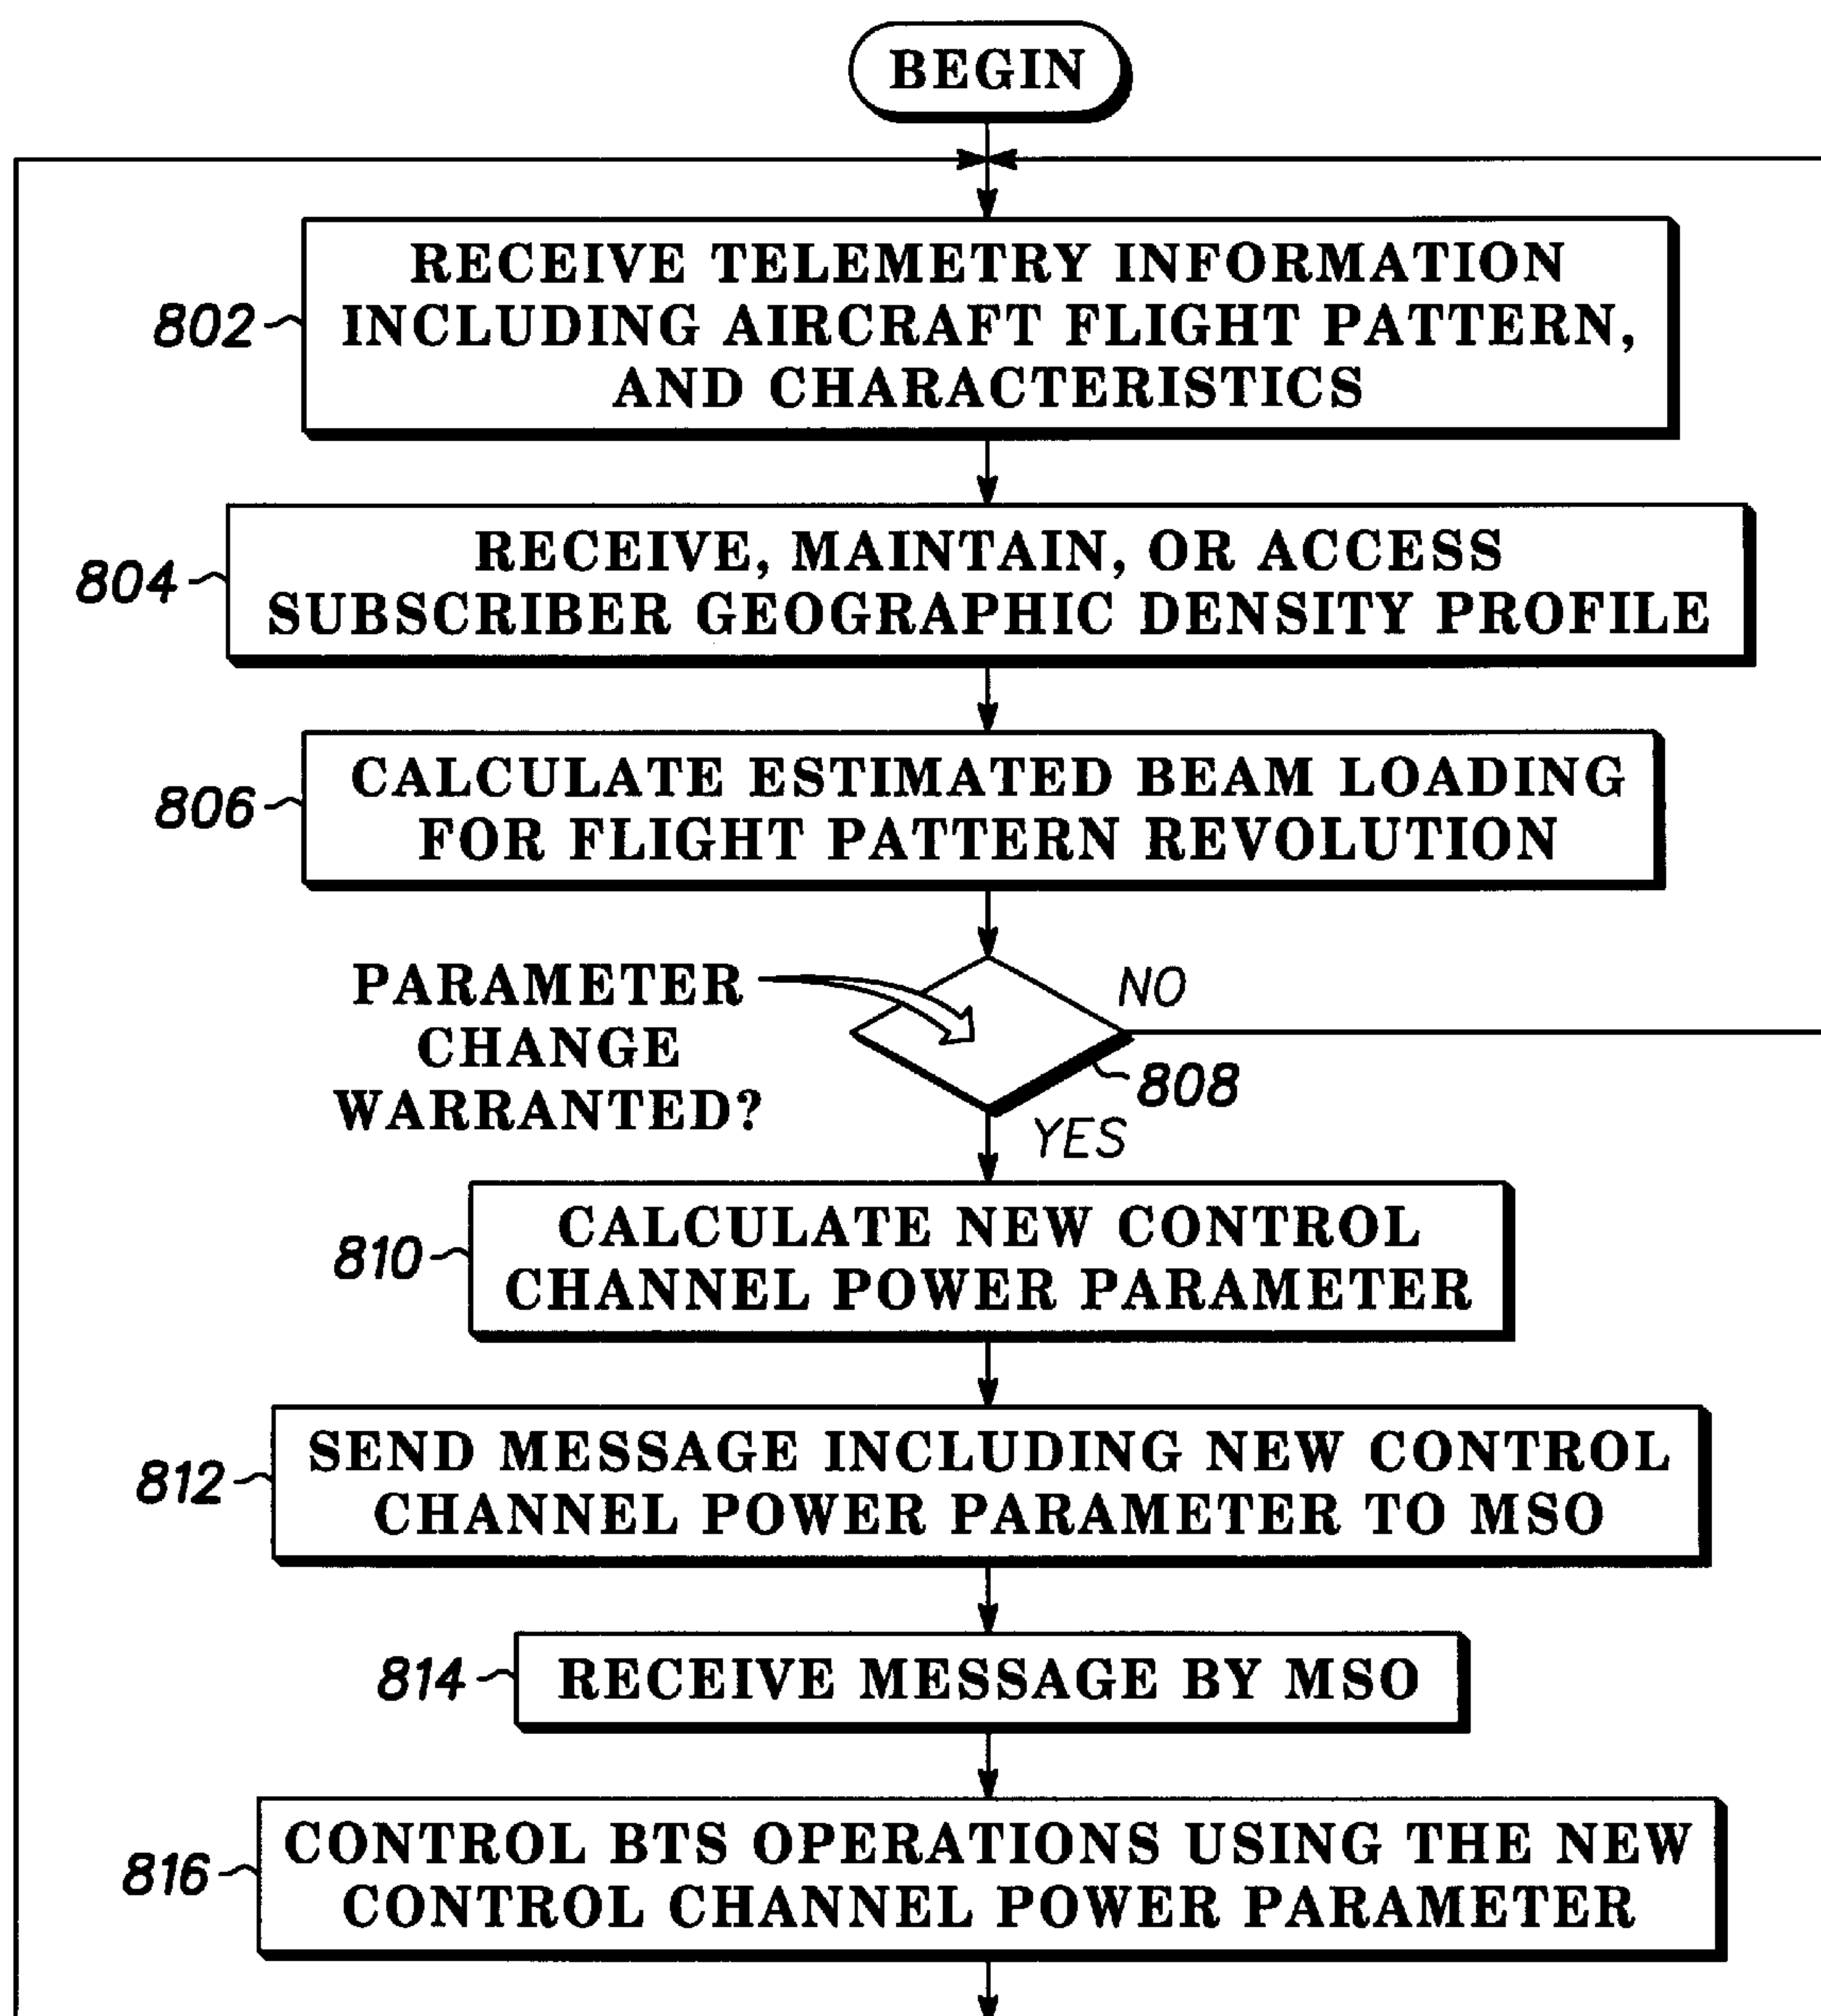 BEGIN
802
RECEIVE TELEMETRY INFORMATION
INCLUDING AIRCRAFT FLIGHT PATTERN,
AND CHARACTERISTICS
804
RECEIVE, MAINTAIN, OR ACCESS
SUBSCRIBER GEOGRAPHIC DENSITY PROFILE
806
CALCULATE ESTIMATED BEAM LOADING
FOR FLIGHT PATTERN REVOLUTION
PARAMETER
CHANGE
WARRANTED?
NO
808
YES
810
CALCULATE NEW CONTROL
CHANNEL POWER PARAMETER
812
SEND MESSAGE INCLUDING NEW CONTROL
CHANNEL POWER PARAMETER TO MSO
814
RECEIVE MESSAGE BY MSO
816
CONTROL BTS OPERATIONS USING THE NEW
CONTROL CHANNEL POWER PARAMETER